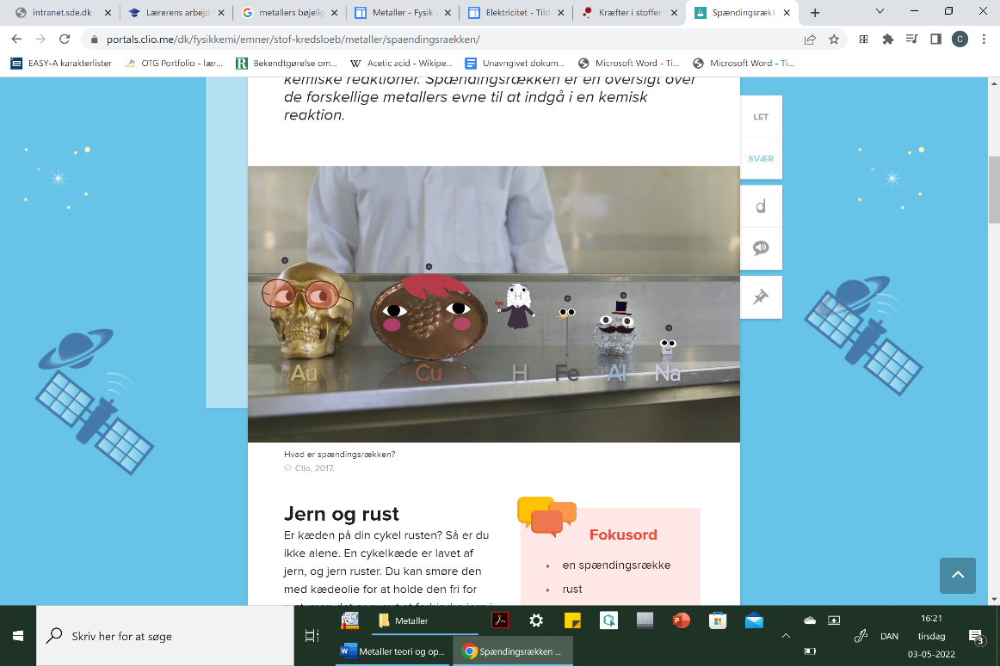 intranet.sde.dk
Lærerens arbejd
metallers bøjelig
Metaller - Fysik
Elektricitet - Tild
Kræfter i stoffer
Spændingsrækk
portals.clio.me/dk/fysikkemi/emner/stof-kredsloeb/metaller/spaendingsraekken/
C
EASY-A karakterlister
OTG Portfolio - lær...
Bekendtgørelse om...
Acetic acid - Wikipe...
Unavngivet dokum...
Microsoft Word - Ti...
Microsoft Word - Ti...
kemiske reaktioner. Spændingsrækken er en oversigt over
de forskellige metallers evne til at indgå i en kemisk
reaktion.
LET
SVÆR
d
H
Au Cu H Fe Al Na
Hvad er spændingsrækken?
© Clio, 2017.
Jern og rust
Er kæden på din cykel rusten? Så er du
ikke alene. En cykelkæde er lavet af
jern, og jern ruster. Du kan smøre den
med kædeolie for at holde den fri for
Fokusord
• en spændingsrække
• rust
Skriv her for at søge
Metaller
Metaller teori og op...
Spændingsrækken ...
DAN
16:21
tirsdag
03-05-2022
3